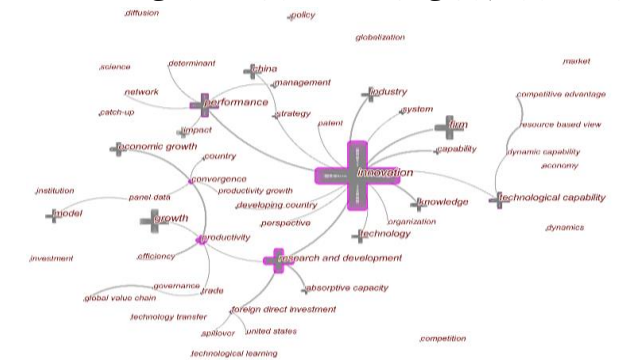 diffusion
policy
globalization
science
determinant
china
market
management
network
performance
industry
competitive advantage
catch-up
strategy
system
patent
firm
resource based view
impact
economic growth
country
capability
dynamic capability
economy
innovation
convergence
institution
panel data
productivity growth
developing country
knowledge
technological capability
model
growth
perspective
organization
dynamics
productivity
technology
investment
efficiency
research and development
governance
trade
absorptive capacity
global value chain
foreign direct investment
technology transfer
spillover
united states
competition
technological learning